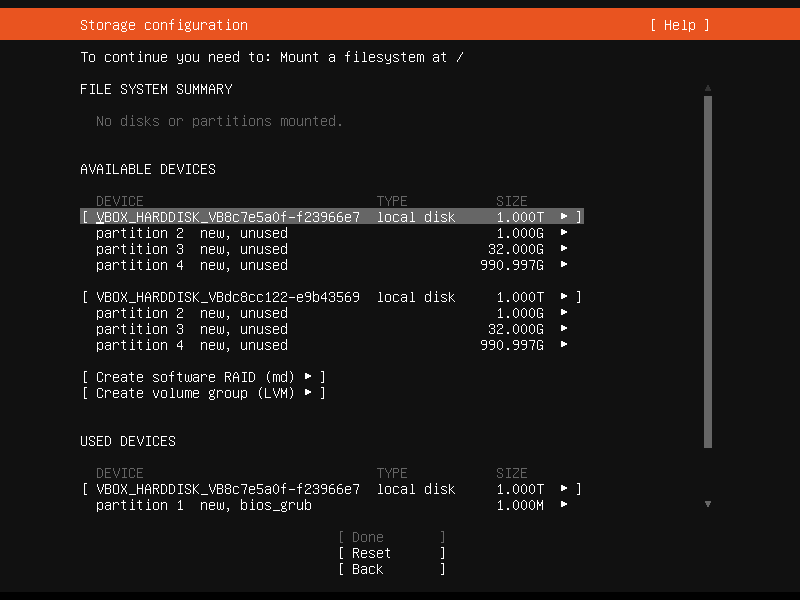 Storage configuration [ Help ]
To continue you need to: Mount a filesystem at /
FILE SYSTEM SUMMARY
No disks or partitions mounted.
AVAILABLE DEVICES
DEVICE TYPE SIZE
[ VBOX_HARDDISK_VB8c7e5a0f-f23966e7 local disk 1.000T ► ]
partition 2 new, unused 1.000G ►
partition 3 new, unused 32.000G ►
partition 4 new, unused 990.997G ►
[ VBOX_HARDDISK_VBdc8cc122-e9b43569 local disk 1.000T ► ]
partition 2 new, unused 1.000G ►
partition 3 new, unused 32.000G ►
partition 4 new, unused 990.997G ►
[ Create software RAID (md) ► ]
[ Create volume group (LVM) ► ]
USED DEVICES
DEVICE TYPE SIZE
[ VBOX_HARDDISK_VB8c7e5a0f-f23966e7 local disk 1.000T ► ]
partition 1 new, bios_grub 1.000M ►
[ Done ]
[ Reset ]
[ Back ]